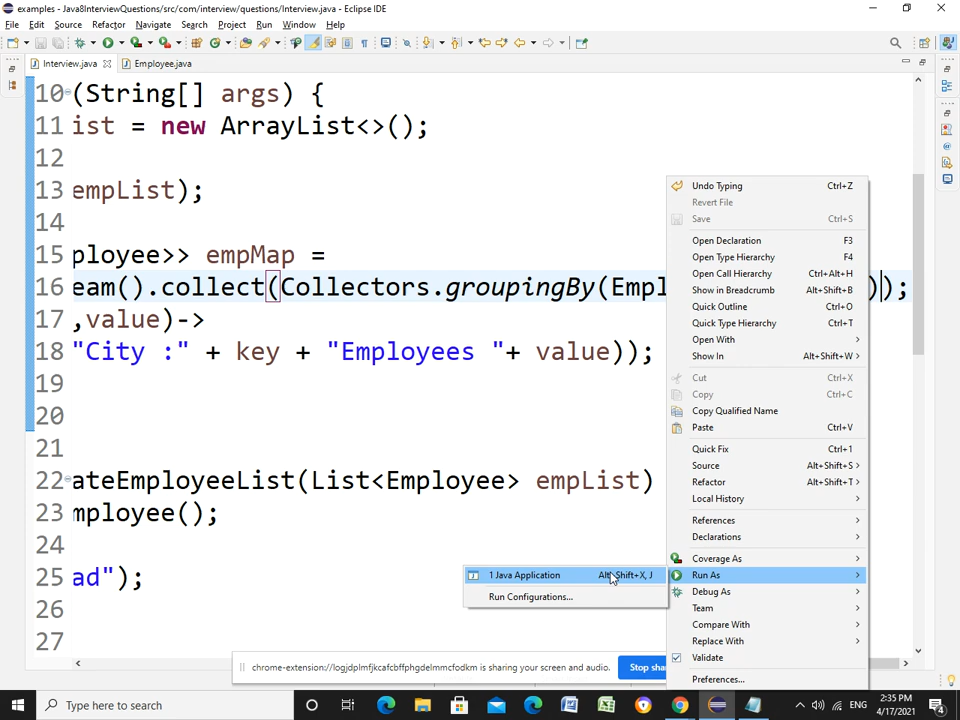 examples - Java8InterviewQuestions/src/com/interview/questions/Interview.java - Eclipse IDE
File Edit Source Refactor Navigate Search Project Run Window Help
Interview.java Employee.java
10 (String[] args) {
11 ist = new ArrayList<>();
12
13 empList);
14
15 ployee>> empMap =
16 eam().collect(Collectors.groupingBy(Empl ));
17 ,value)->
18 "City :" + key + "Employees "+ value));
19
20
21
22 ateEmployeeList(List<Employee> empList)
23 mployee();
24
25 ad");
26
27
Undo Typing Ctrl+Z
Revert File
Save Ctrl+S
Open Declaration F3
Open Type Hierarchy F4
Open Call Hierarchy Ctrl+Alt+H
Show in Breadcrumb Alt+Shift+B
Quick Outline Ctrl+O
Quick Type Hierarchy Ctrl+T
Open With
Show In Alt+Shift+W
Cut Ctrl+X
Copy Ctrl+C
Copy Qualified Name
Paste Ctrl+V
Quick Fix Ctrl+1
Source Alt+Shift+S
Refactor Alt+Shift+T
Local History
References
Declarations
Coverage As
Run As
Debug As
Team
Compare With
Replace With
Validate
Preferences...
1 Java Application Alt+Shift+X, J
Run Configurations...
chrome-extension://logjdplmfjkcafcbffphgdelmmcfodkm is sharing your screen and audio. Stop sha
Type here to search
ENG
2:35 PM
4/17/2021
4